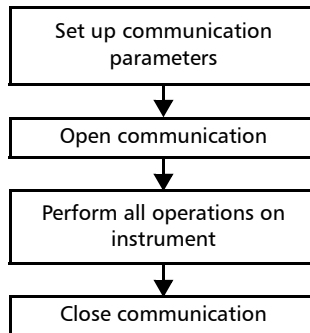 Set up communication
parameters
Open communication
Perform all operations on
instrument
Close communication